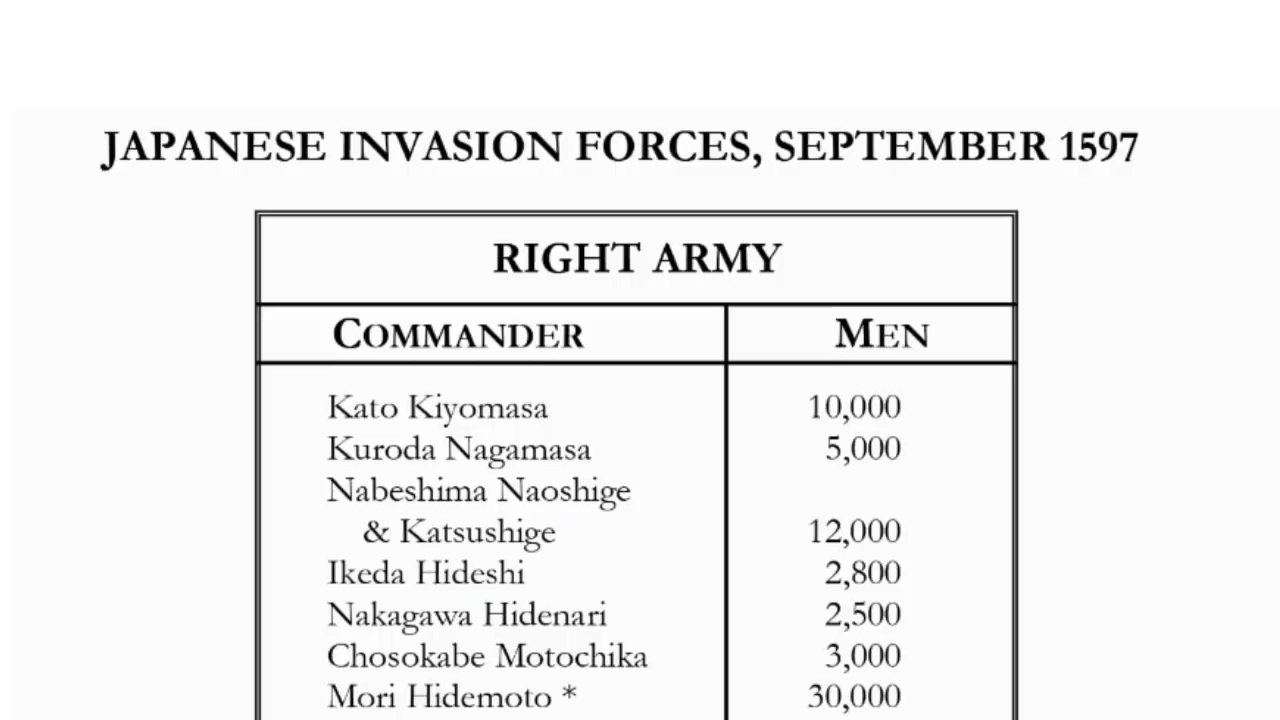 JAPANESE INVASION FORCES, SEPTEMBER 1597
RIGHT ARMY
COMMANDER MEN
Kato Kiyomasa 10,000
Kuroda Nagamasa 5,000
Nabeshima Naoshige
& Katsushige 12,000
Ikeda Hideshi 2,800
Nakagawa Hidenari 2,500
Chosokabe Motochika 3,000
Mori Hidemoto * 30,000